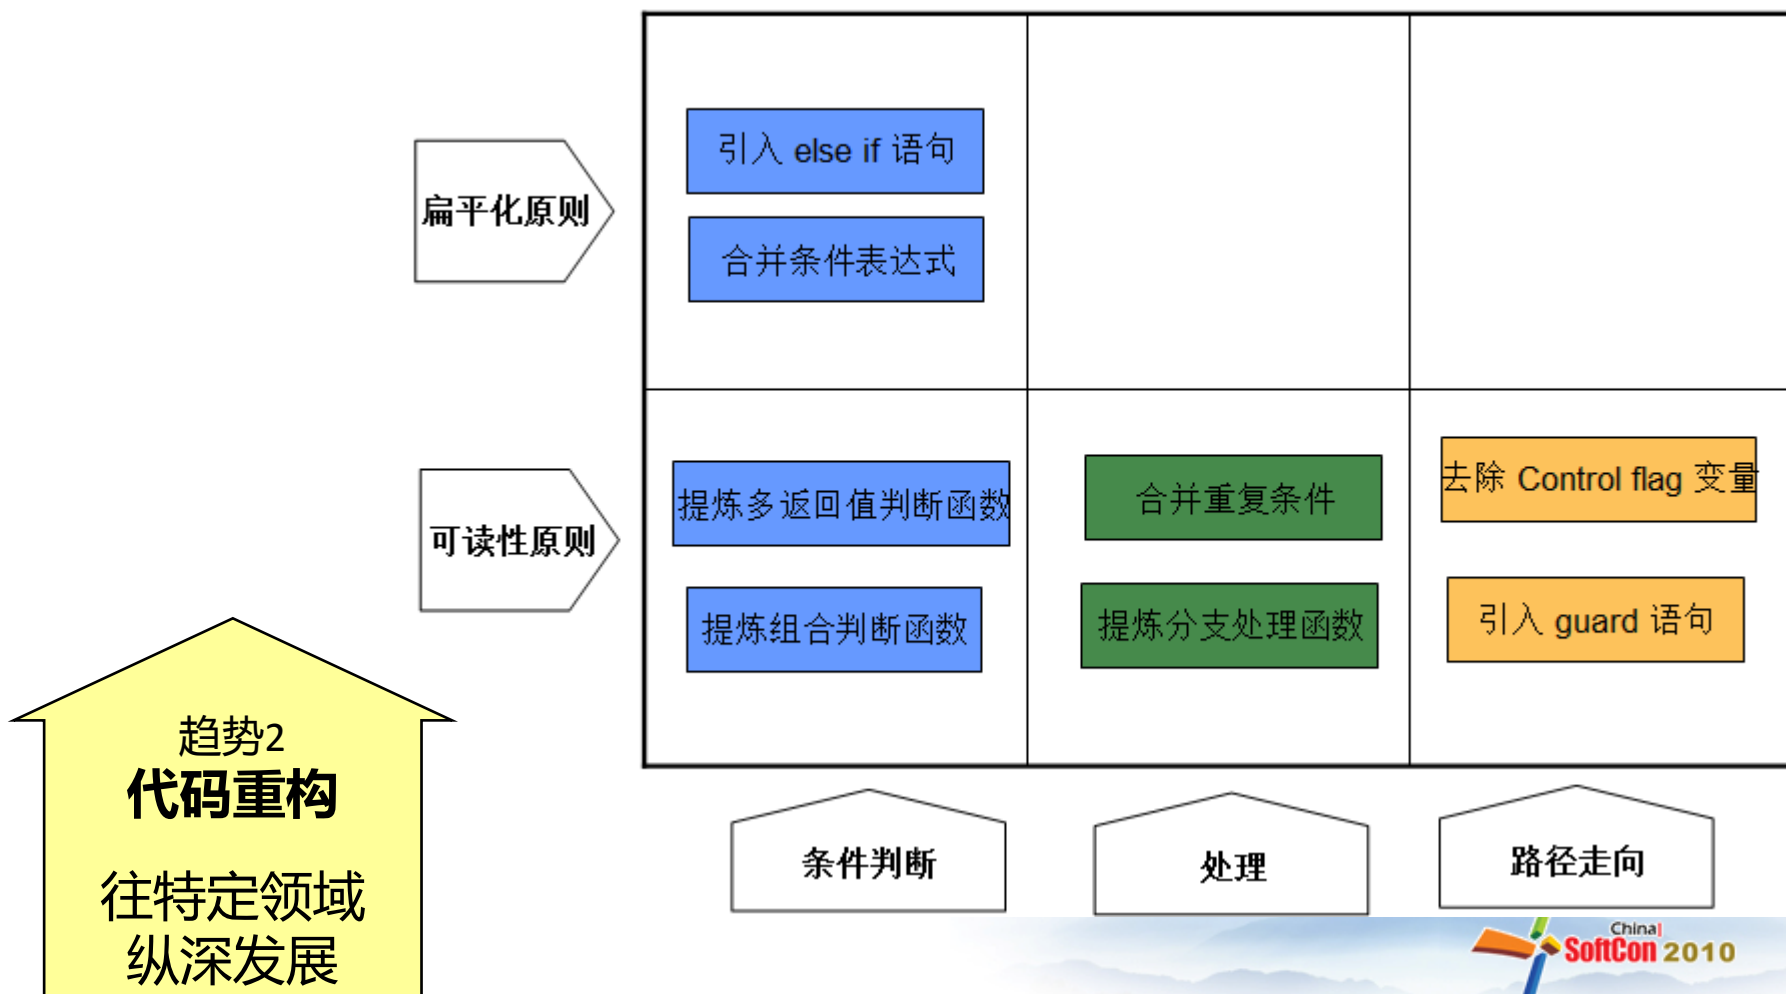 引入 else if 语句
扁平化原则
合并条件表达式
可读性原则
提炼多返回值判断函数
合并重复条件
去除 Control flag 变量
提炼组合判断函数
提炼分支处理函数
引入 guard 语句
条件判断
处理
路径走向
趋势2
代码重构
往特定领域
纵深发展
China
SoftCon 2010